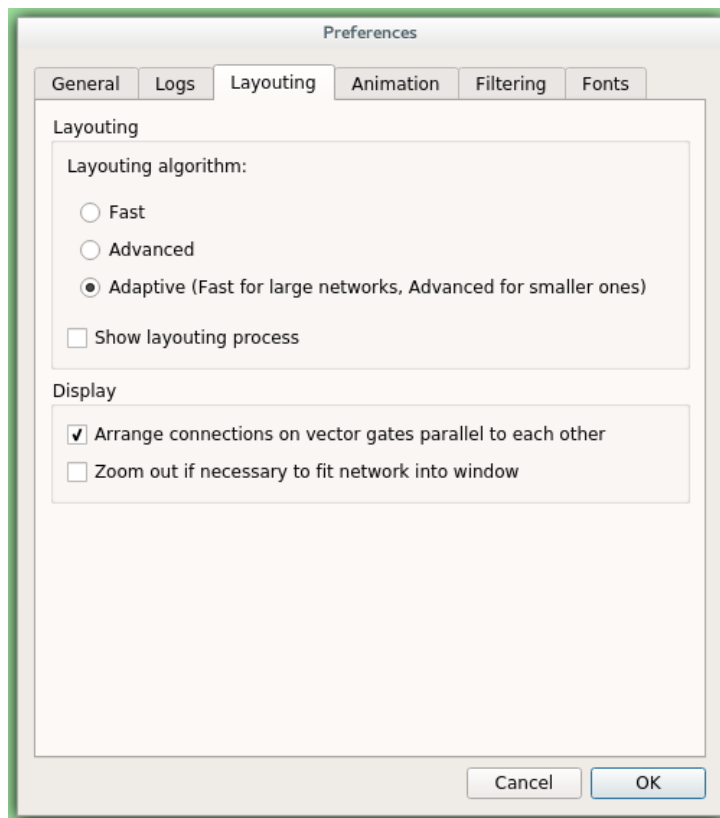 Preferences
General Logs Layouting Animation Filtering Fonts
Layouting
Layouting algorithm:
Fast
Advanced
Adaptive (Fast for large networks, Advanced for smaller ones)
Show layouting process
Display
Arrange connections on vector gates parallel to each other
Zoom out if necessary to fit network into window
Cancel OK